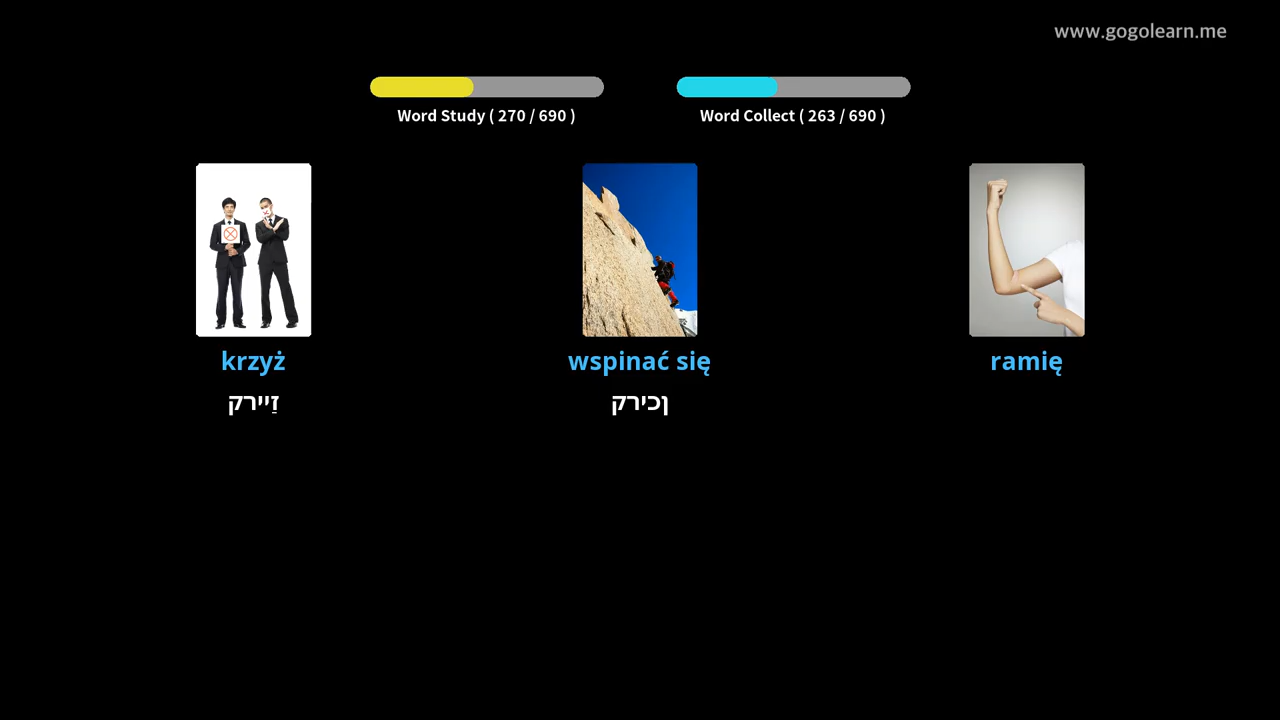 www.gogolearn.me
Word Study ( 270 / 690 )
Word Collect ( 263 / 690 )
krzyż
wspinać się
ramię
זַיירק
ןכירק